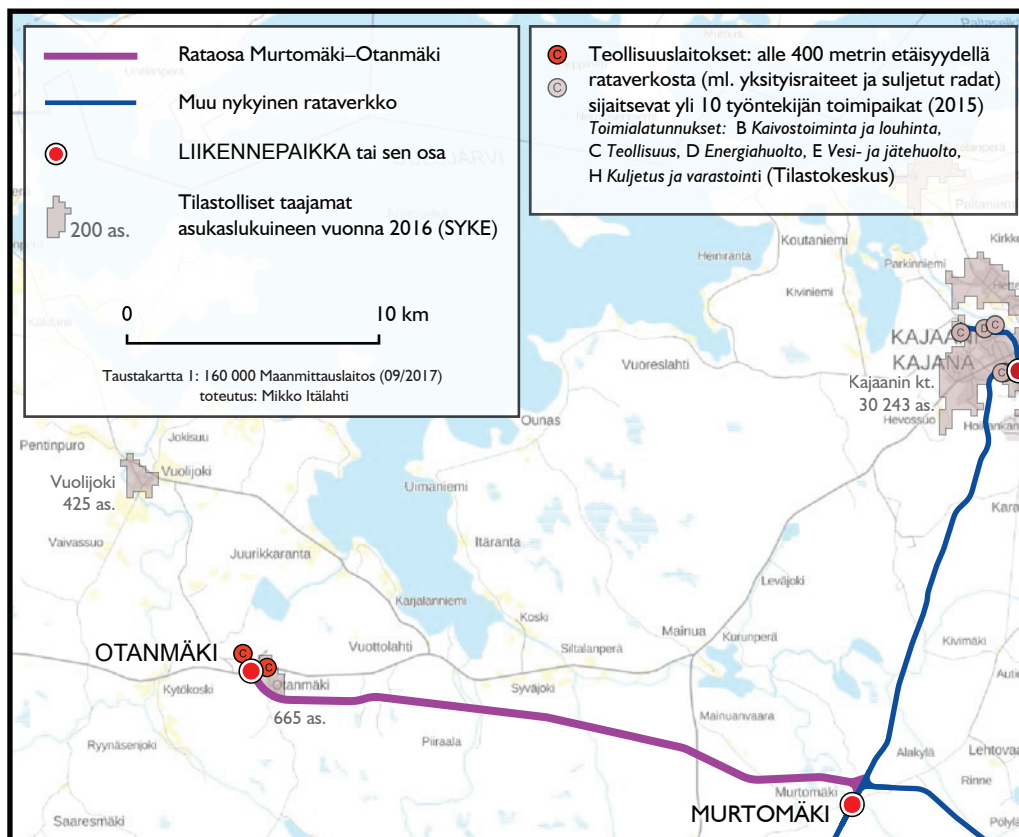 Rataosa Murtomäki–Otanmäki
Muu nykyinen rataverkko
LIIKENNEPAIKKA tai sen osa
200 as.
Tilastolliset taajamat
asukaslukuineen vuonna 2016 (SYKE)
0
10 km
Taustakartta 1: 160 000 Maanmittauslaitos (09/2017)
toteutus: Mikko Itälahti
C
C
Teollisuuslaitokset: alle 400 metrin etäisyydellä
rataverkosta (ml. yksityisraiteet ja suljetut radat)
sijaitsevat yli 10 työntekijän toimipaikat (2015)
Toimialatunnukset: B Kaivostoiminta ja louhinta,
C Teollisuus, D Energiahuolto, E Vesi- ja jätehuolto,
H Kuljetus ja varastointi (Tilastokeskus)
Koutaniemi
Heiniranta
Parkinniemi
Kiviniemi
C
D
C
KAJAANI
KAJANA
C
Vuoreslahti
Kajaanin kt.
30 243 as.
Hevossuo
Ounas
Jokisuu
Pentinpuro
Vuolijoki
Vuolijoki
425 as.
Uimaniemi
Vaivassuo
Itäranta
Juurikkaranta
Leväjoki
Karjalanniemi
Koski
Mainua
Kurunperä
Kivimäki
OTANMÄKI
C
C
Vuottolahti
Siltalanperä
Otanmäki
Kytökoski
Syväjoki
665 as.
Mainuanvaara
Ryynäsenjoki
Piiraala
Alakylä
Lehtovaa
Rinne
Murtomäki
MURTOMÄKI
Saaresmäki
Pölylä